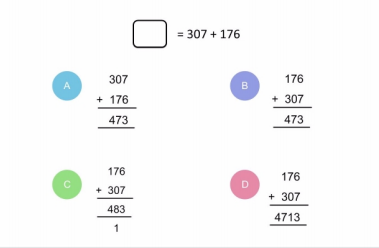 = 307 + 176
A
307
+ 176
473
B
176
+ 307
473
C
176
+ 307
483
1
D
176
+ 307
4713